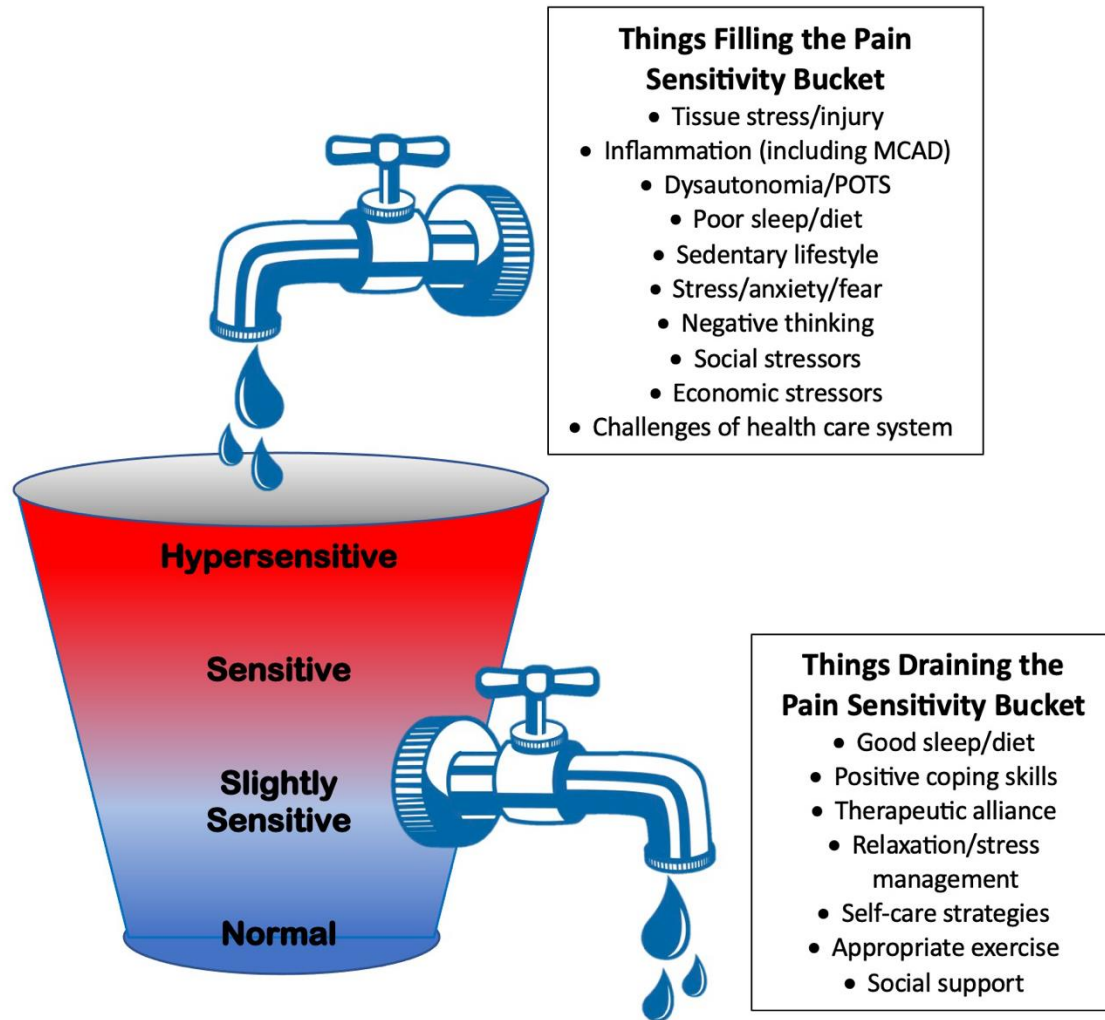 Things Filling the Pain
Sensitivity Bucket
• Tissue stress/injury
• Inflammation (including MCAD)
• Dysautonomia/POTS
• Poor sleep/diet
• Sedentary lifestyle
• Stress/anxiety/fear
• Negative thinking
• Social stressors
• Economic stressors
• Challenges of health care system
Hypersensitive
Sensitive
Slightly
Sensitive
Normal
Things Draining the
Pain Sensitivity Bucket
• Good sleep/diet
• Positive coping skills
• Therapeutic alliance
• Relaxation/stress
management
• Self-care strategies
• Appropriate exercise
• Social support